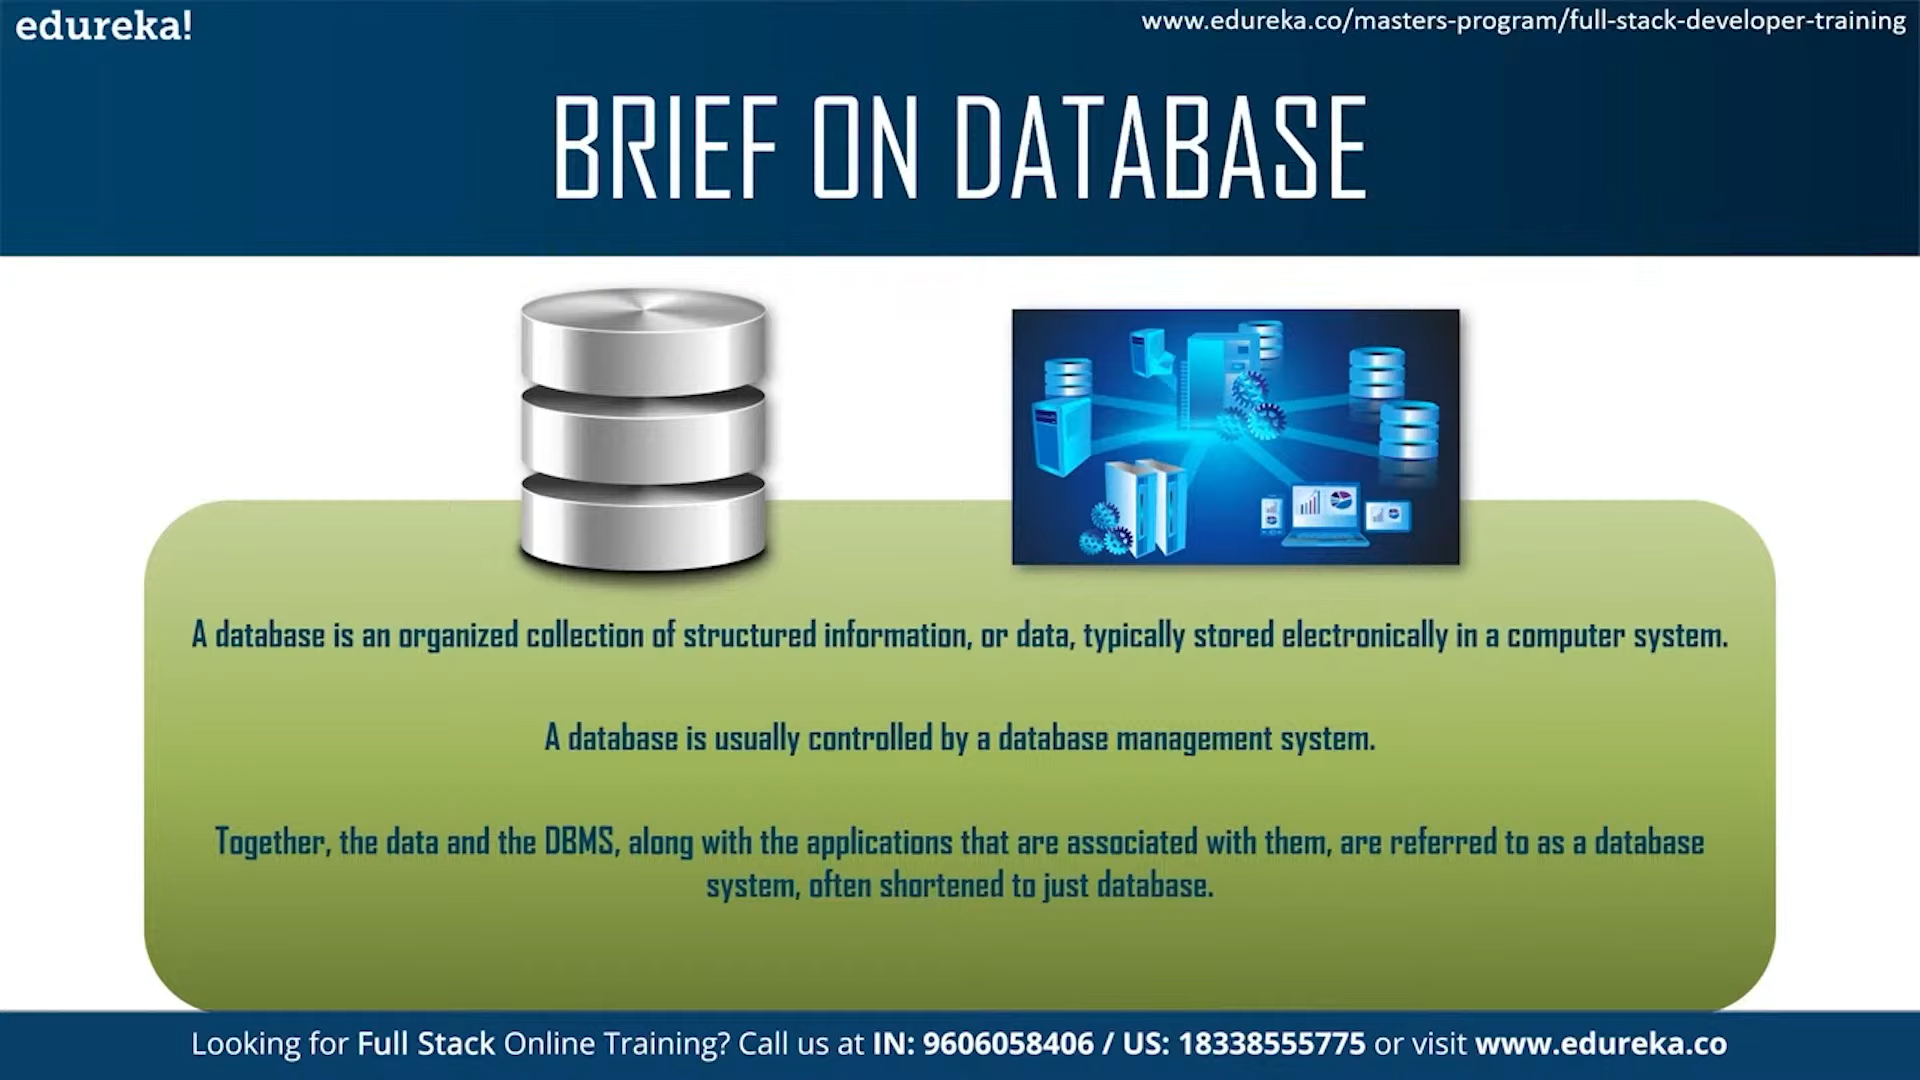 edureka!
www.edureka.co/masters-program/full-stack-developer-training
BRIEF ON DATABASE
A database is an organized collection of structured information, or data, typically stored electronically in a computer system.
A database is usually controlled by a database management system.
Together, the data and the DBMS, along with the applications that are associated with them, are referred to as a database
system, often shortened to just database.
Looking for Full Stack Online Training? Call us at IN: 9606058406 / US: 18338555775 or visit www.edureka.co